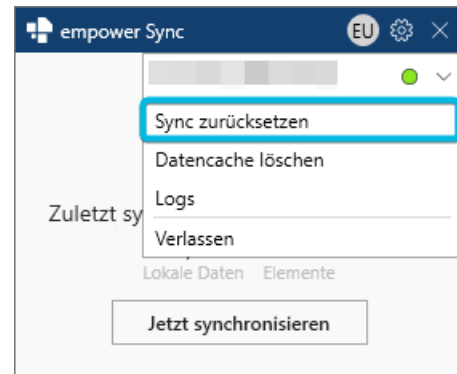 empower Sync
EU
Sync zurücksetzen
Datencache löschen
Logs
Zuletzt sy
Verlassen
Lokale Daten Elemente
Jetzt synchronisieren